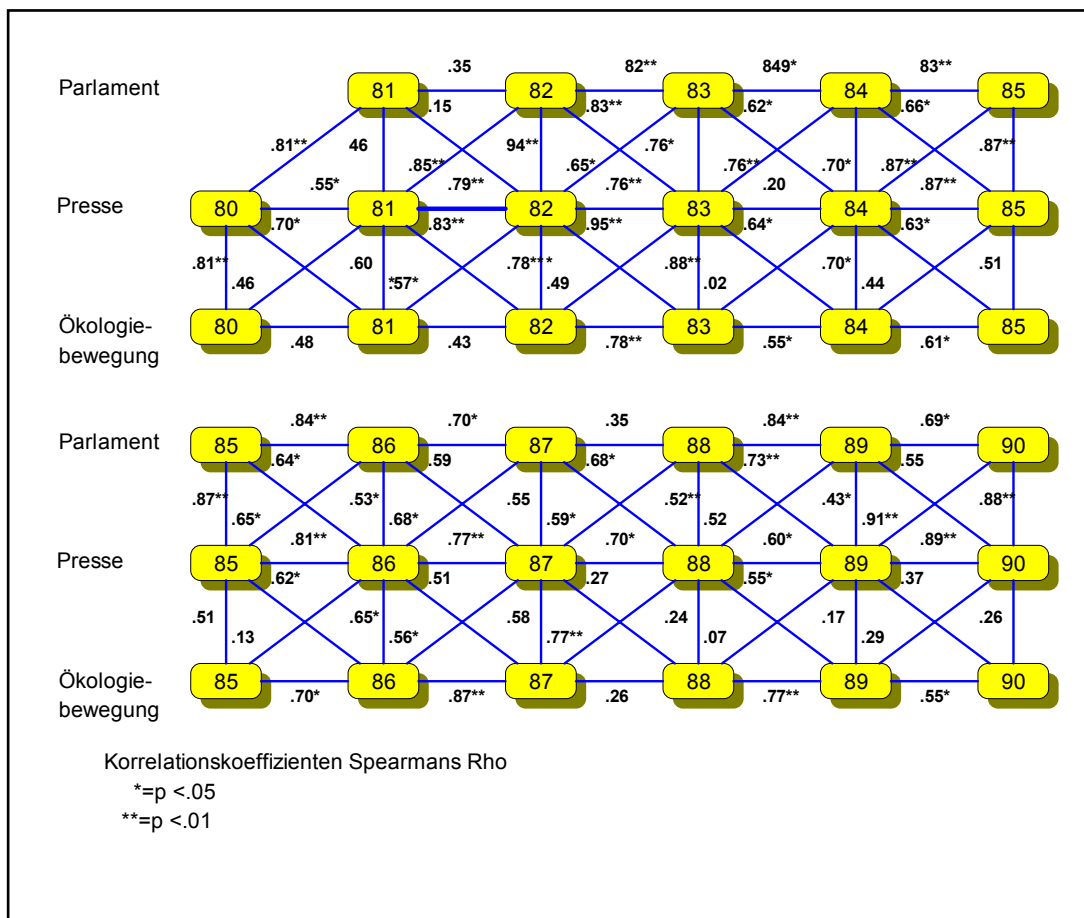 .35 82** 849* 83**
Parlament 81 82 83 84 85
.15 .83** .62* .66*
.81** 46 .85** 94** .65* .76* .76** .70* .87** .87**
.55* .79** .76** .20 .87**
Presse 80 81 82 83 84 85
.70* .83** .95** .64* .63*
.81** .46 .60 *57* .78*** .49 .88** .02 .70* .44 .51
Ökologie-
bewegung
80 81 82 83 84 85
.48 .43 .78** .55* .61*
.84** .70* .35 .84** .69*
Parlament 85 86 87 88 89 90
.64* .59 .68* .73** .55
.87** .65* .53* .68* .55 .59* .52** .52 .43* .91** .88**
.81** .77** .70* .60* .89**
Presse 85 86 87 88 89 90
.62* .51 .27 .55* .37
.51 .13 .65* .56* .58 .77** .24 .07 .17 .29 .26
Ökologie-
bewegung
85 86 87 88 89 90
.70* .87** .26 .77** .55*
Korrelationskoeffizienten Spearmans Rho
*=p <.05
**=p <.01